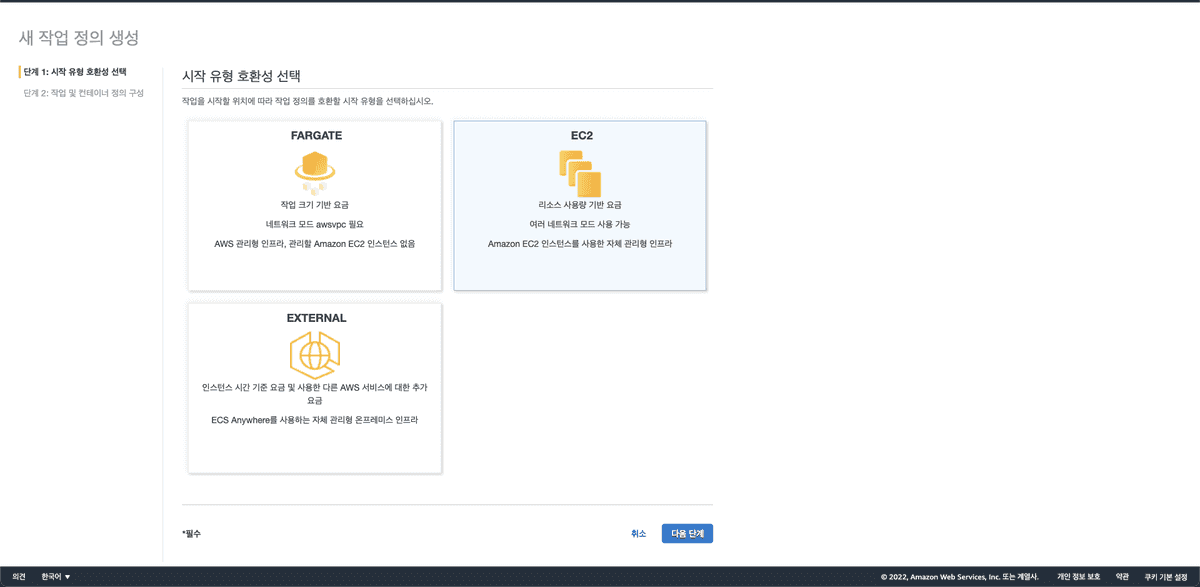 새 작업 정의 생성
단계 1: 시작 유형 호환성 선택
단계 2: 작업 및 컨테이너 정의 구성
시작 유형 호환성 선택
작업을 시작할 위치에 따라 작업 정의를 호환할 시작 유형을 선택하십시오.
FARGATE
작업 크기 기반 요금
네트워크 모드 awsvpc 필요
AWS 관리형 인프라, 관리할 Amazon EC2 인스턴스 없음
EC2
리소스 사용량 기반 요금
여러 네트워크 모드 사용 가능
Amazon EC2 인스턴스를 사용한 자체 관리형 인프라
EXTERNAL
인스턴스 시간 기준 요금 및 사용한 다른 AWS 서비스에 대한 추가
요금
ECS Anywhere를 사용하는 자체 관리형 온프레미스 인프라
*필수
취소
다음 단계
의견
한국어
© 2022, Amazon Web Services, Inc. 또는 계열사.
개인 정보 보호
약관
쿠키 기본 설정